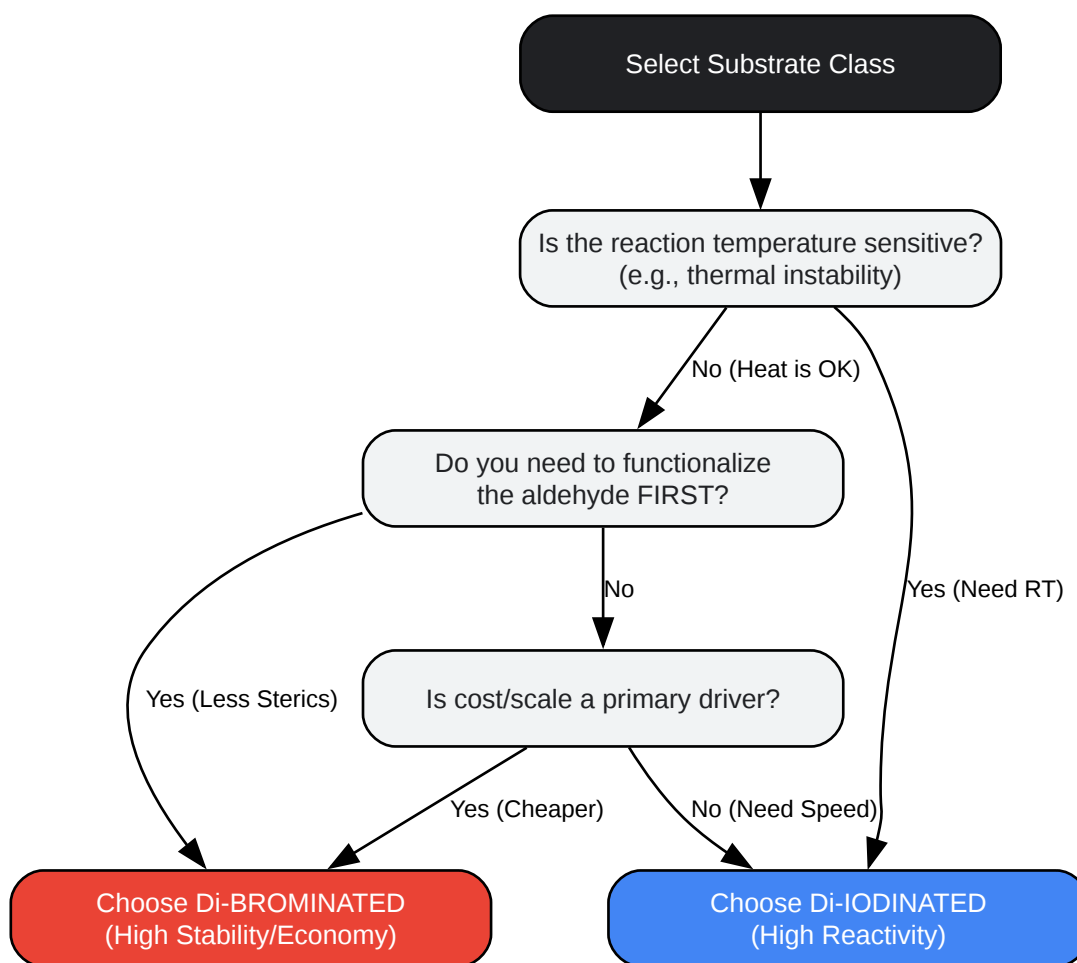 Select Substrate Class
Is the reaction temperature sensitive?
(e.g., thermal instability)
No (Heat is OK)
Do you need to functionalize
the aldehyde FIRST?
No
Yes (Need RT)
Yes (Less Sterics)
Is cost/scale a primary driver?
Yes (Cheaper)
No (Need Speed)
Choose Di-BROMINATED
(High Stability/Economy)
Choose Di-IODINATED
(High Reactivity)